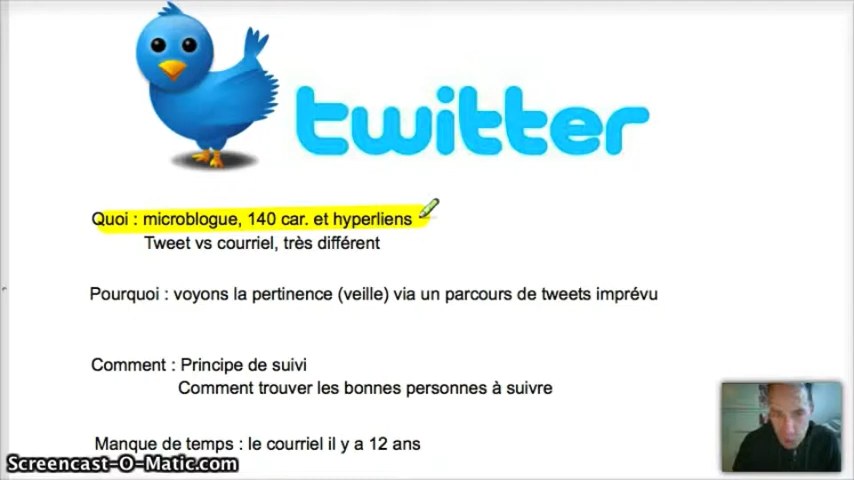 twitter
Quoi : microblogue, 140 car. et hyperliens
Tweet vs courriel, très différent
Pourquoi : voyons la pertinence (veille) via un parcours de tweets imprévu
Comment : Principe de suivi
Comment trouver les bonnes personnes à suivre
Manque de temps : le courriel il y a 12 ans
Screencast-O-Matic.com